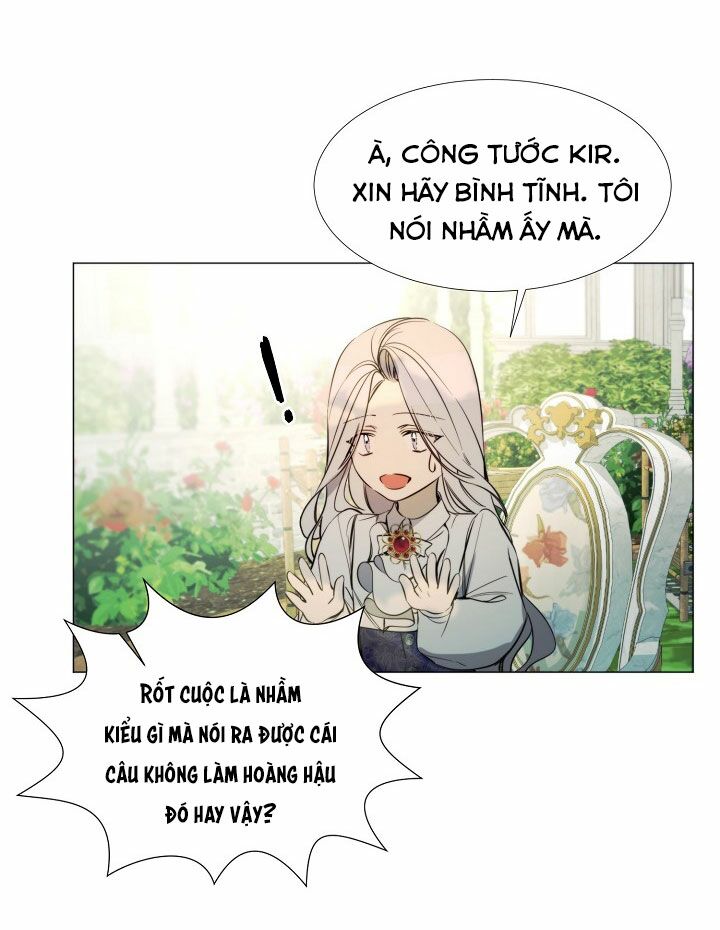 À, CÔNG TƯỚC KIR.
XIN HÃY BÌNH TĨNH. TÔI
NÓI NHẦM ẤY MÀ.
!
RỐT CUỘC LÀ NHẦM
KIỂU GÌ MÀ NÓI RA ĐƯỢC CÁI
CÂU KHÔNG LÀM HOÀNG HẬU
ĐÓ HAY VẬY?